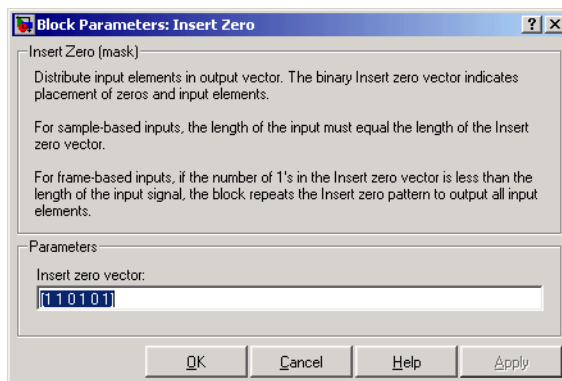 Block Parameters: Insert Zero
Insert Zero (mask)
Distribute input elements in output vector. The binary Insert zero vector indicates
placement of zeros and input elements.
For sample-based inputs, the length of the input must equal the length of the Insert
zero vector.
For frame-based inputs, if the number of 1's in the Insert zero vector is less than the
length of the input signal, the block repeats the Insert zero pattern to output all input
elements.
Parameters
Insert zero vector:
[1 1 0 1 0 1]
OK Cancel Help Apply